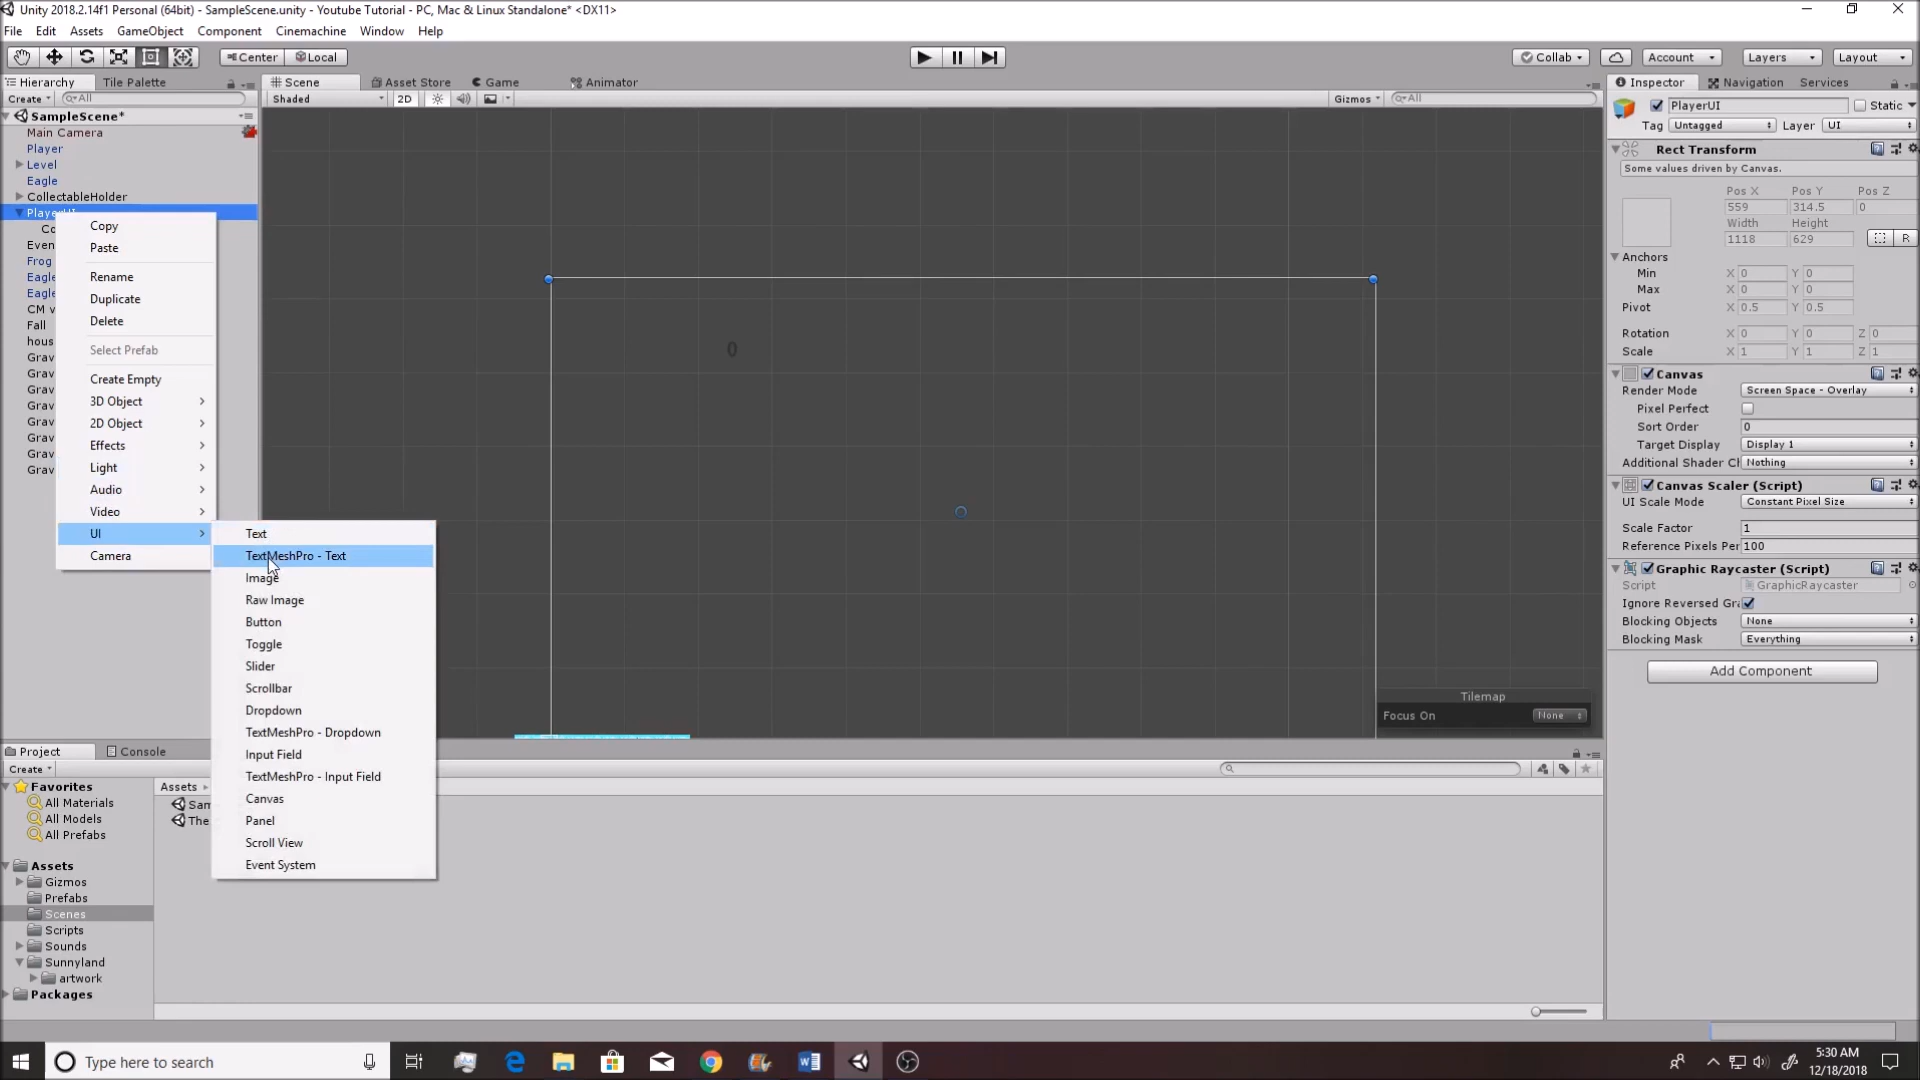 Unity 2018.2.14f1 Personal (64bit) - SampleScene.unity - Youtube Tutorial - PC, Mac & Linux Standalone* <DX11>
File Edit Assets GameObject Component Cinemachine Window Help
Center Local Collab Account Layers Layout
Hierarchy Tile Palette Scene Asset Store Game Animator Inspector Navigation Services
Create All Shaded 2D Gizmos All
SampleScene*
Main Camera
Player
Level
Eagle
CollectableHolder
Frog
Fall
Copy
Paste
Rename
Duplicate
Delete
Select Prefab
Create Empty
3D Object
2D Object
Effects
Light
Audio
Video
UI
Camera
Text
TextMeshPro - Text
Image
Raw Image
Button
Toggle
Slider
Scrollbar
Dropdown
TextMeshPro - Dropdown
Input Field
TextMeshPro - Input Field
Canvas
Panel
Scroll View
Event System
0
Tilemap
Focus On None
PlayerUI Static
Tag Untagged Layer UI
Rect Transform
Some values driven by Canvas.
Pos X Pos Y Pos Z
559 314.5 0
Width Height
1118 629 R
Anchors
Min X 0 Y 0
Max X 0 Y 0
Pivot X 0.5 Y 0.5
Rotation X 0 Y 0 Z 0
Scale X 1 Y 1 Z 1
Canvas
Render Mode Screen Space - Overlay
Pixel Perfect
Sort Order 0
Target Display Display 1
Additional Shader Cl Nothing
Canvas Scaler (Script)
UI Scale Mode Constant Pixel Size
Scale Factor 1
Reference Pixels Per 100
Graphic Raycaster (Script)
Script GraphicRaycaster
Ignore Reversed Gra
Blocking Objects None
Blocking Mask Everything
Add Component
Project Console
Create
Favorites
All Materials
All Models
All Prefabs
Assets
Gizmos
Prefabs
Scenes
Scripts
Sounds
Sunnyland
artwork
Packages
Assets
Type here to search
5:30 AM
12/18/2018